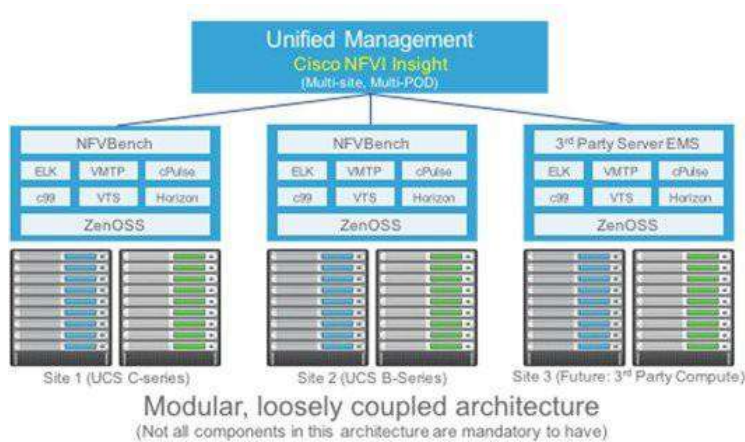 Unified Management
Cisco NFVI Insight
(Multi-site, Multi-POD)
NFVBench
ELK VMTP cPulse
c99 VTS Horizon
ZenOSS
NFVBench
ELK VMTP cPulse
c99 VTS Horizon
ZenOSS
3rd Party Server EMS
ELK VMTP cPulse
c99 VTS Horizon
ZenOSS
Site 1 (UCS C-series)
Site 2 (UCS B-Series)
Site 3 (Future: 3rd Party Compute)
Modular, loosely coupled architecture
(Not all components in this architecture are mandatory to have)